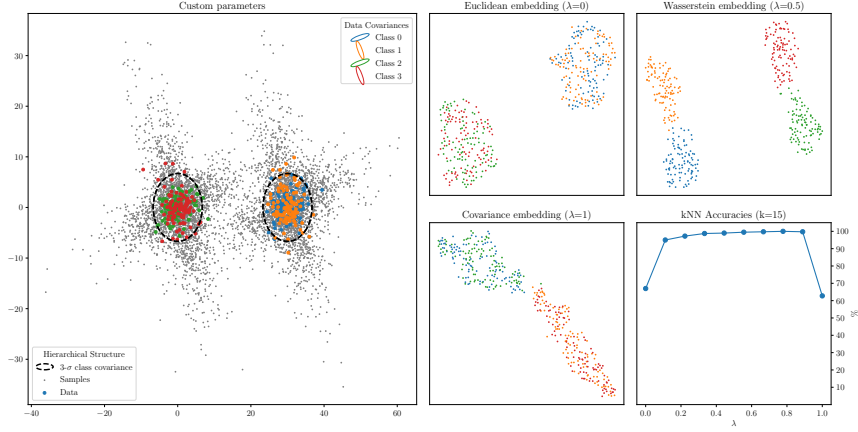 Custom parameters
Data Covariances
Class 0
Class 1
Class 2
Class 3
30
20
10
0
−10
−20
−30
Hierarchical Structure
3-σ class covariance
Samples
Data
−40
−20
0
20
40
60
Euclidean embedding (λ=0)
Wasserstein embedding (λ=0.5)
Covariance embedding (λ=1)
kNN Accuracies (k=15)
100
90
80
70
60
50
40
30
20
10
%
0.0
0.2
0.4
0.6
0.8
1.0
λ